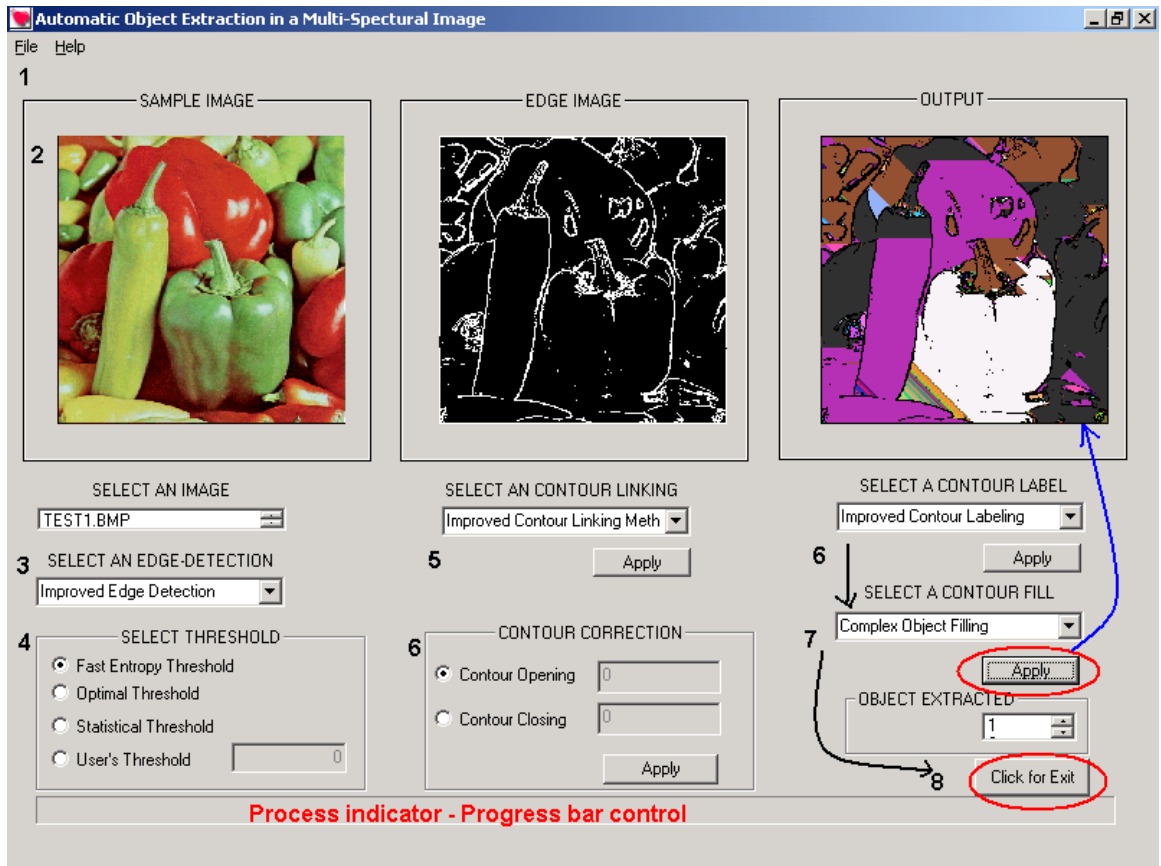 Automatic Object Extraction in a Multi-Spectural Image
File Help
1
SAMPLE IMAGE
EDGE IMAGE
OUTPUT
2
SELECT AN IMAGE
TEST1.BMP
3 SELECT AN EDGE-DETECTION
Improved Edge Detection
4 SELECT THRESHOLD
Fast Entropy Threshold
Optimal Threshold
Statistical Threshold
User's Threshold 0
SELECT AN CONTOUR LINKING
Improved Contour Linking Meth
5 Apply
6 CONTOUR CORRECTION
Contour Opening 0
Contour Closing 0
Apply
SELECT A CONTOUR LABEL
Improved Contour Labeling
6 Apply
SELECT A CONTOUR FILL
Complex Object Filling
7
Apply
OBJECT EXTRACTED
1
8 Click for Exit
Process indicator - Progress bar control